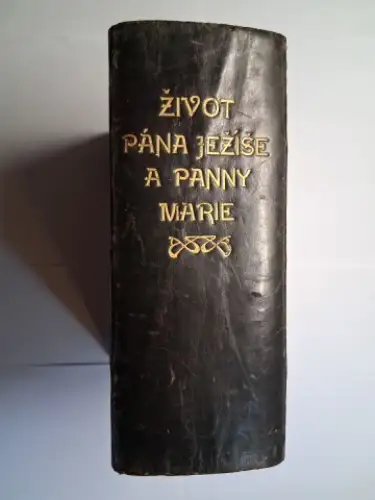 ŽIVOT
PÁNA JEŽÍŠE
A PANNY
MARIE